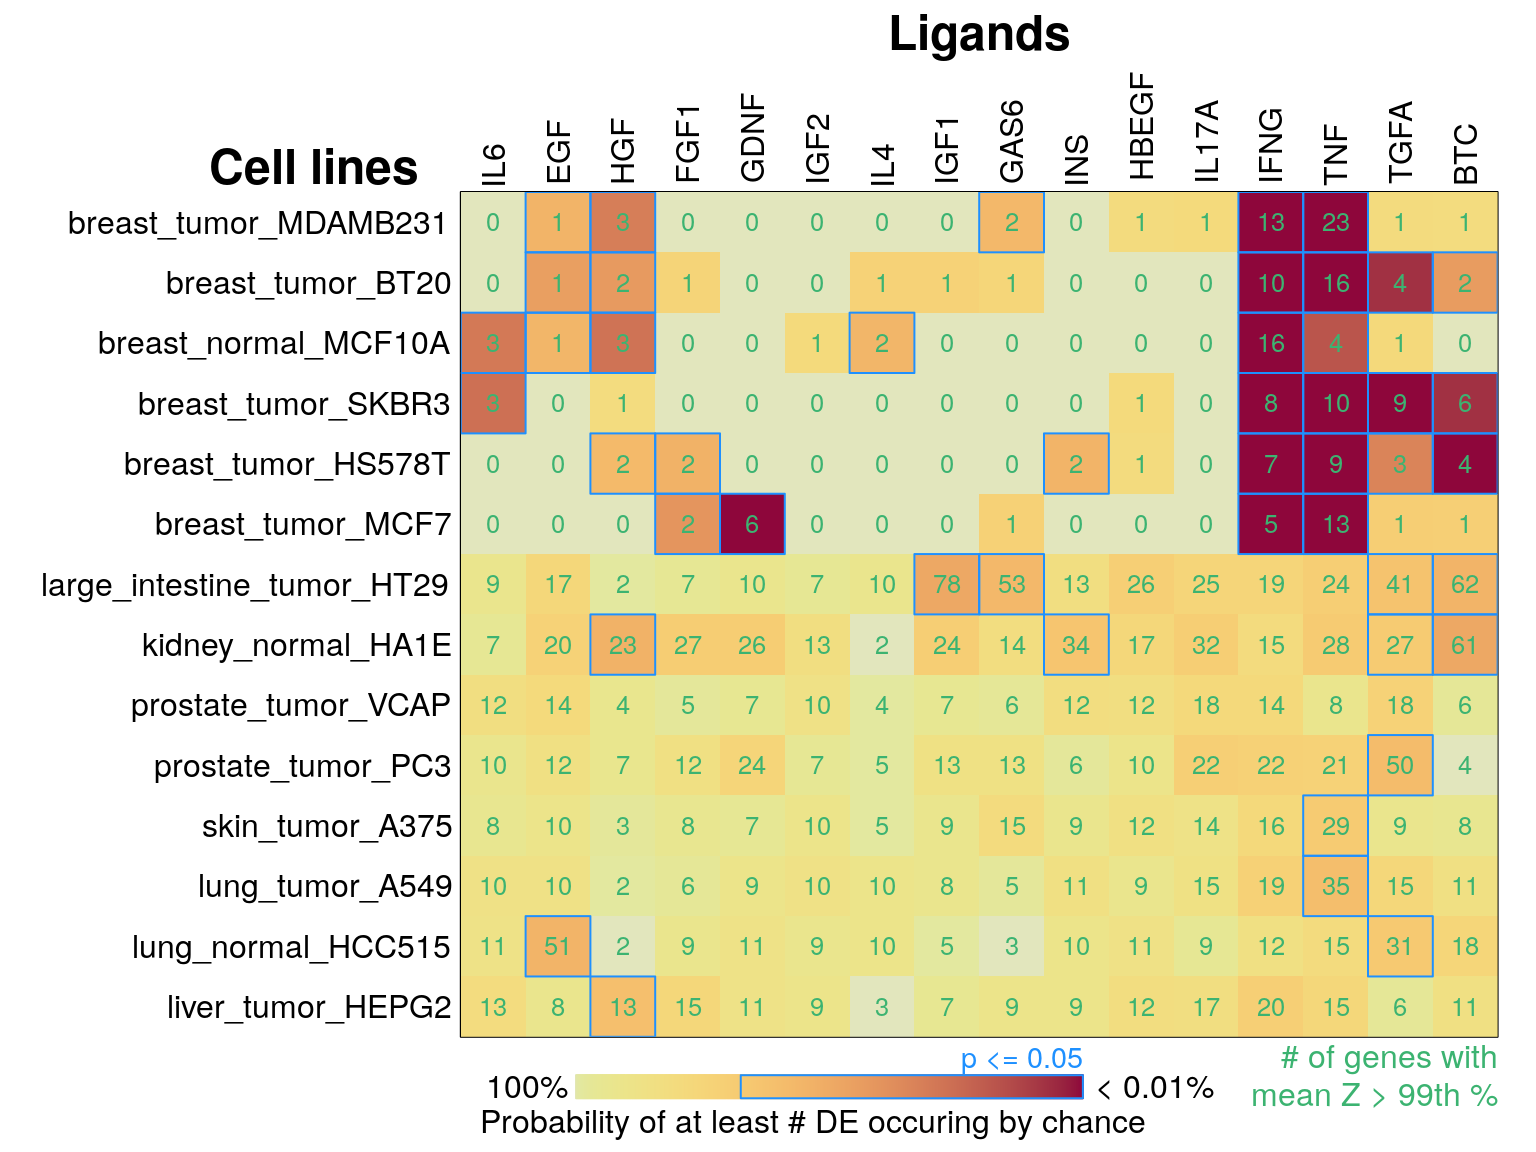 Ligands
Cell lines
IL6 EGF HGF FGF1 GDNF IGF2 IL4 IGF1 GAS6 INS HBEGF IL17A IFNG TNF TGFA BTC
breast_tumor_MDAMB231 0 1 3 0 0 0 0 0 2 0 1 1 13 23 1 1
breast_tumor_BT20 0 1 2 1 0 0 1 1 1 0 0 0 10 16 4 2
breast_normal_MCF10A 3 1 3 0 0 1 2 0 0 0 0 0 16 4 1 0
breast_tumor_SKBR3 3 0 1 0 0 0 0 0 0 0 1 0 8 10 9 6
breast_tumor_HS578T 0 0 2 2 0 0 0 0 0 2 1 0 7 9 3 4
breast_tumor_MCF7 0 0 0 2 6 0 0 0 1 0 0 0 5 13 1 1
large_intestine_tumor_HT29 9 17 2 7 10 7 10 78 53 13 26 25 19 24 41 62
kidney_normal_HA1E 7 20 23 27 26 13 2 24 14 34 17 32 15 28 27 61
prostate_tumor_VCAP 12 14 4 5 7 10 4 7 6 12 12 18 14 8 18 6
prostate_tumor_PC3 10 12 7 12 24 7 5 13 13 6 10 22 22 21 50 4
skin_tumor_A375 8 10 3 8 7 10 5 9 15 9 12 14 16 29 9 8
lung_tumor_A549 10 10 2 6 9 10 10 8 5 11 9 15 19 35 15 11
lung_normal_HCC515 11 51 2 9 11 9 10 5 3 10 11 9 12 15 31 18
liver_tumor_HEPG2 13 8 13 15 11 9 3 7 9 9 12 17 20 15 6 11
p <= 0.05
100% < 0.01%
Probability of at least # DE occuring by chance
# of genes with
mean Z > 99th %